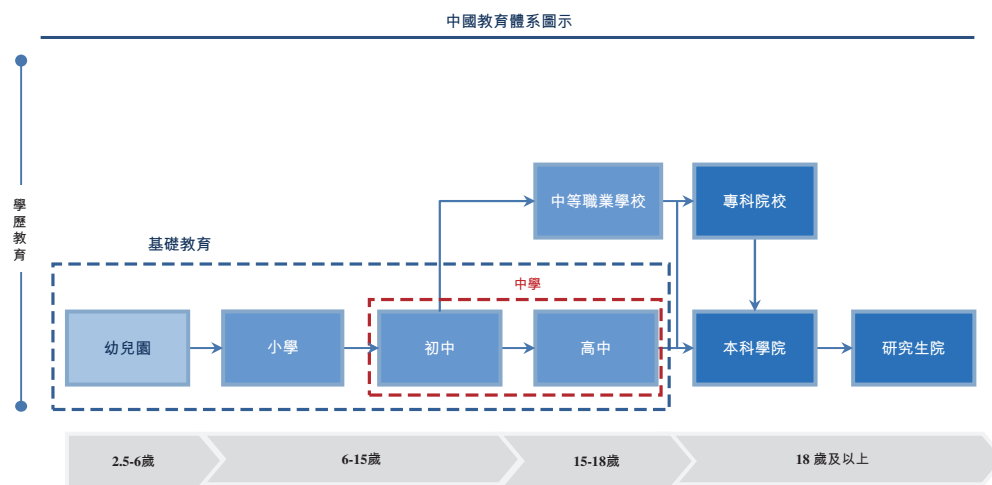 中國教育體系圖示
學歷教育
中等職業學校
專科院校
基礎教育
中學
幼兒園
小學
初中
高中
本科學院
研究生院
2.5-6歲
6-15歲
15-18歲
18 歲及以上